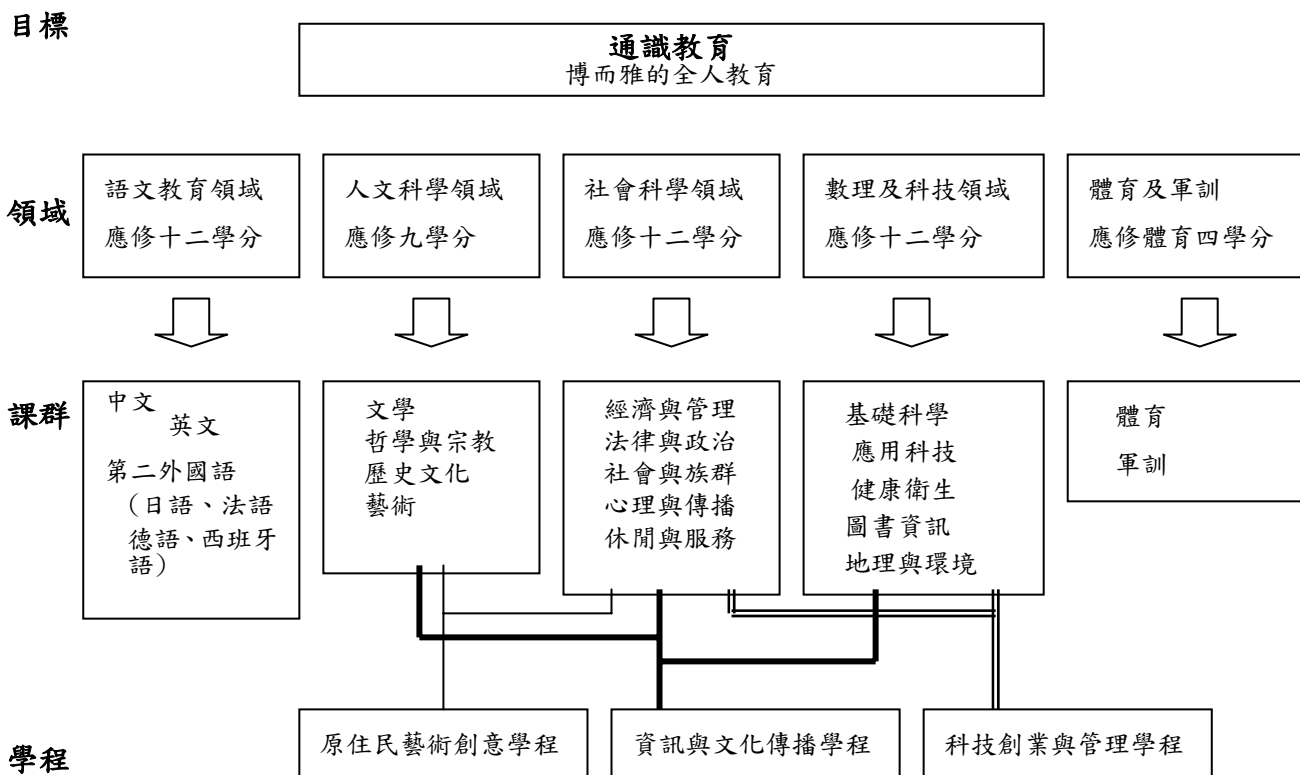 目標
通識教育
博而雅的全人教育
領域
語文教育領域
應修十二學分
人文科學領域
應修九學分
社會科學領域
應修十二學分
數理及科技領域
應修十二學分
體育及軍訓
應修體育四學分
課群
中文
英文
第二外國語
(日語、法語
德語、西班牙
語)
文學
哲學與宗教
歷史文化
藝術
經濟與管理
法律與政治
社會與族群
心理與傳播
休閒與服務
基礎科學
應用科技
健康衛生
圖書資訊
地理與環境
體育
軍訓
學程
原住民藝術創意學程
資訊與文化傳播學程
科技創業與管理學程